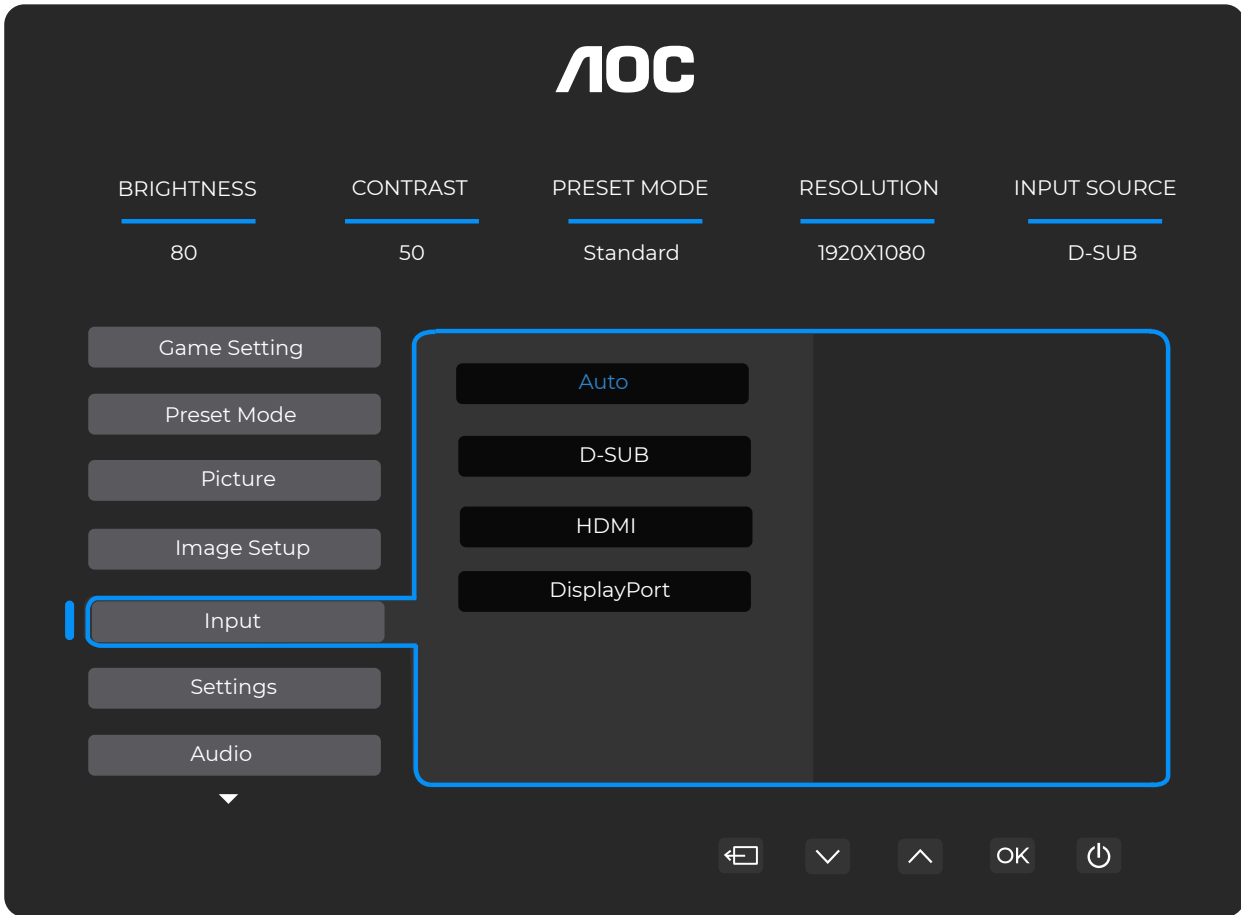 AOC
BRIGHTNESS CONTRAST PRESET MODE RESOLUTION INPUT SOURCE
80 50 Standard 1920X1080 D-SUB
Game Setting
Preset Mode
Picture
Image Setup
Input
Settings
Audio
Auto
D-SUB
HDMI
DisplayPort
OK